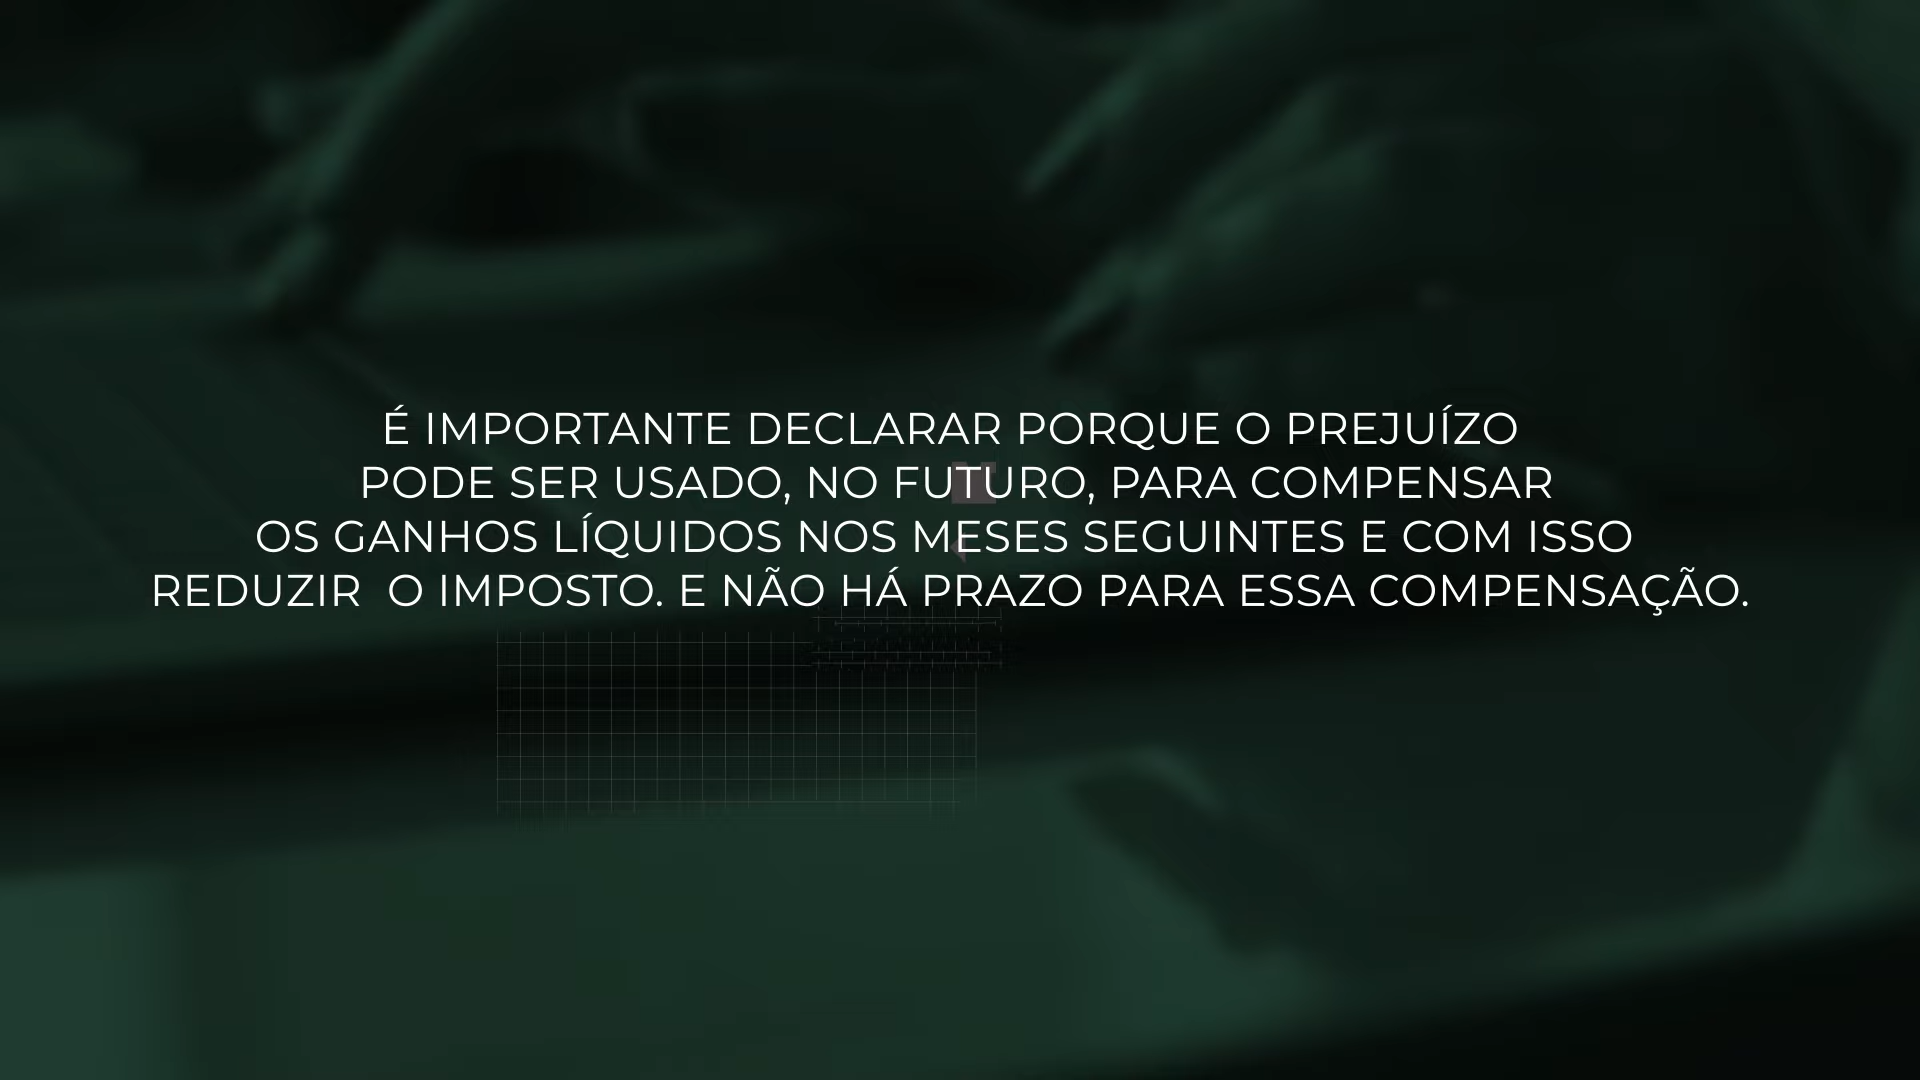 É IMPORTANTE DECLARAR PORQUE O PREJUÍZO
PODE SER USADO, NO FUTURO, PARA COMPENSAR
OS GANHOS LÍQUIDOS NOS MESES SEGUINTES E COM ISSO
REDUZIR  O IMPOSTO. E NÃO HÁ PRAZO PARA ESSA COMPENSAÇÃO.